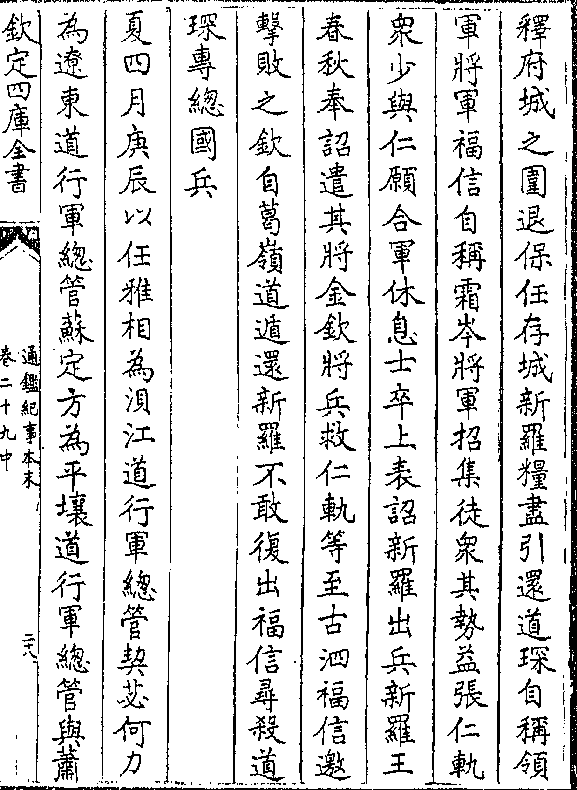 釋府城之圍退保任存城新羅糧盡引還道琛自稱領
軍將軍福信自稱霜岑將軍招集徒衆其勢益張仁軌
衆少與仁願合軍休息士卒上表詔新羅出兵新羅王
春秋奉詔遣其將金欽將兵救仁軌等至古泗福信邀
擊敗之欽自葛嶺道遁還新羅不敢復出福信尋殺道
琛專總國兵
夏四月庚辰以任雅相為浿江道行軍總管契苾何力
為遼東道行軍總管蘇定方為平壤道行軍總管與蕭
欽定四庫全書
通鑑紀事本末
卷二十九中
二六